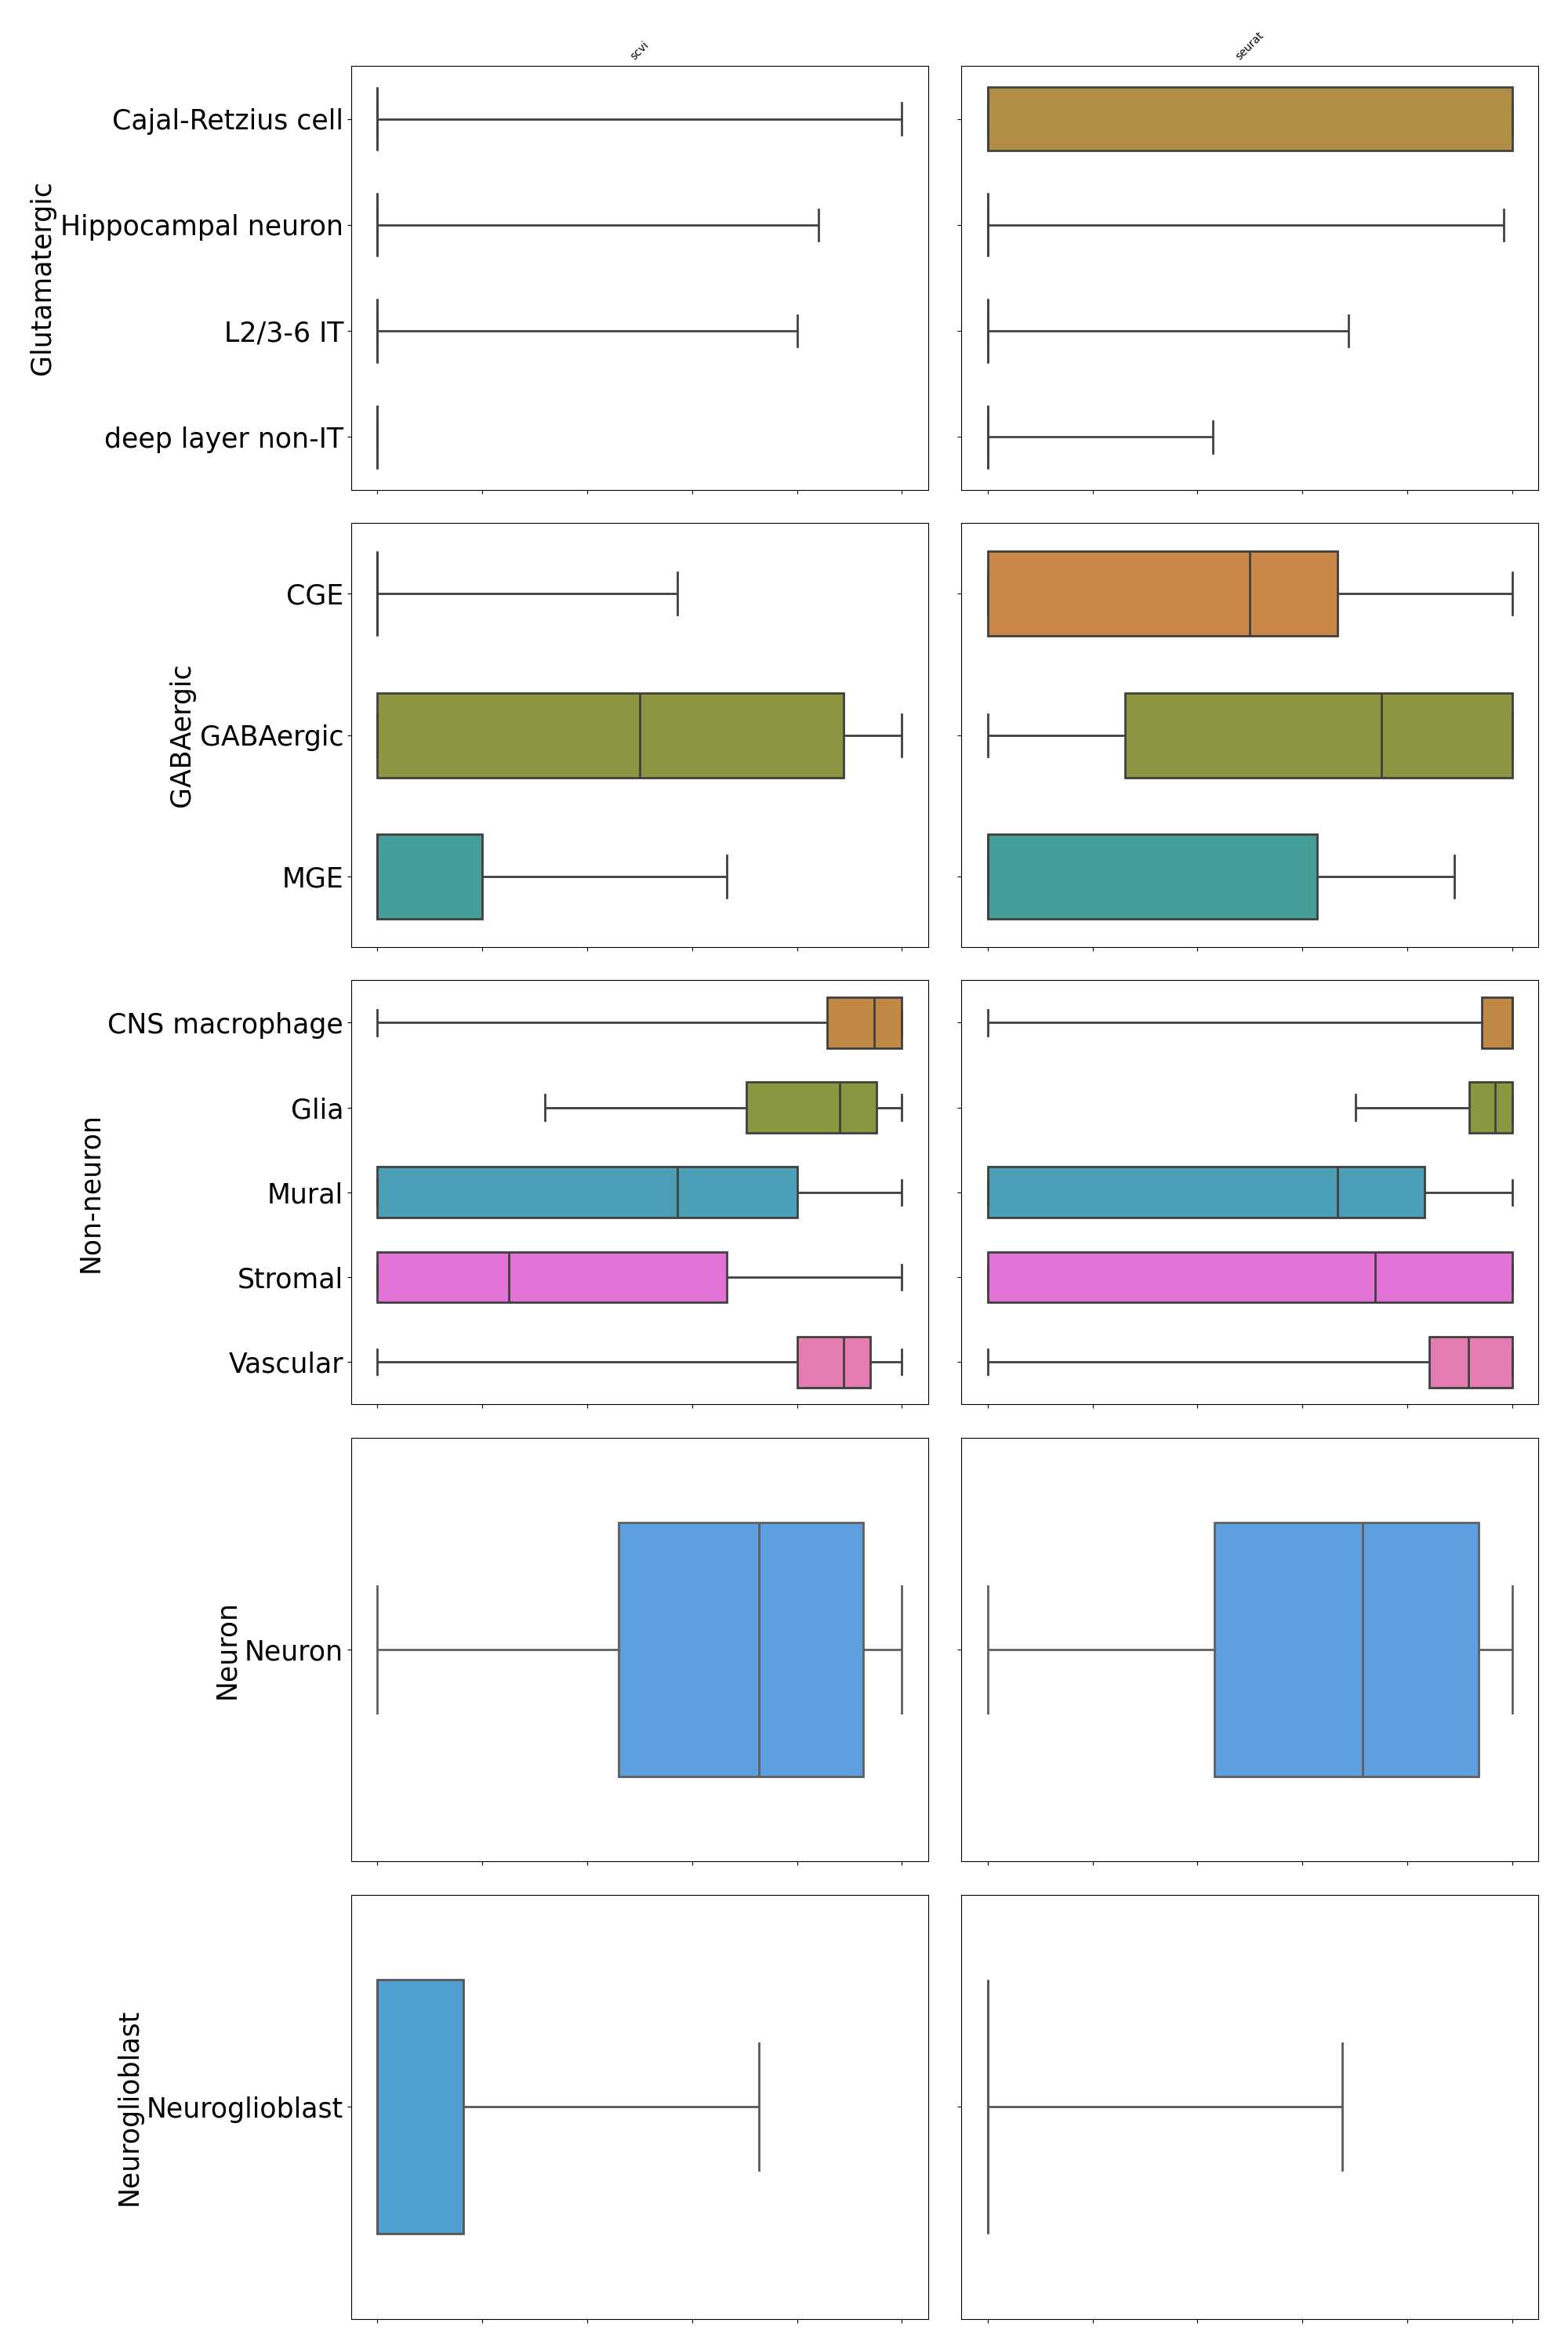 scvi
seurat
Glutamatergic
Cajal-Retzius cell
Hippocampal neuron
L2/3-6 IT
deep layer non-IT
GABAergic
CGE
GABAergic
MGE
Non-neuron
CNS macrophage
Glia
Mural
Stromal
Vascular
Neuron
Neuron
Neuroglioblast
Neuroglioblast